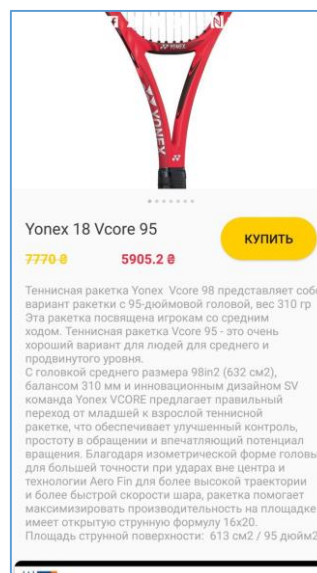 YONEX
YONEX
YONEX
Yonex 18 Vcore 95
КУПИТЬ
7770 ₴
5905.2 ₴
Теннисная ракетка Yonex Vcore 98 представляет собо
вариант ракетки с 95-дюймовой головой, вес 310 гр
Эта ракетка посвящена игрокам со средним
ходом. Теннисная ракетка Vcore 95 - это очень
хороший вариант для людей для среднего и
продвинутого уровня.
С головкой среднего размера 98in2 (632 см2),
балансом 310 мм и инновационным дизайном SV
команда Yonex VCORE предлагает правильный
переход от младшей к взрослой теннисной
ракетке, что обеспечивает улучшенный контроль,
простоту в обращении и впечатляющий потенциал
вращения. Благодаря изометрической форме головы
для большей точности при ударах вне центра и
технологии Aero Fin для более высокой траектории
и более быстрой скорости шара, ракетка помогает
максимизировать производительность на площадке
имеет открытую струнную формулу 16x20.
Площадь струнной поверхности: 613 см2 / 95 дюйм2